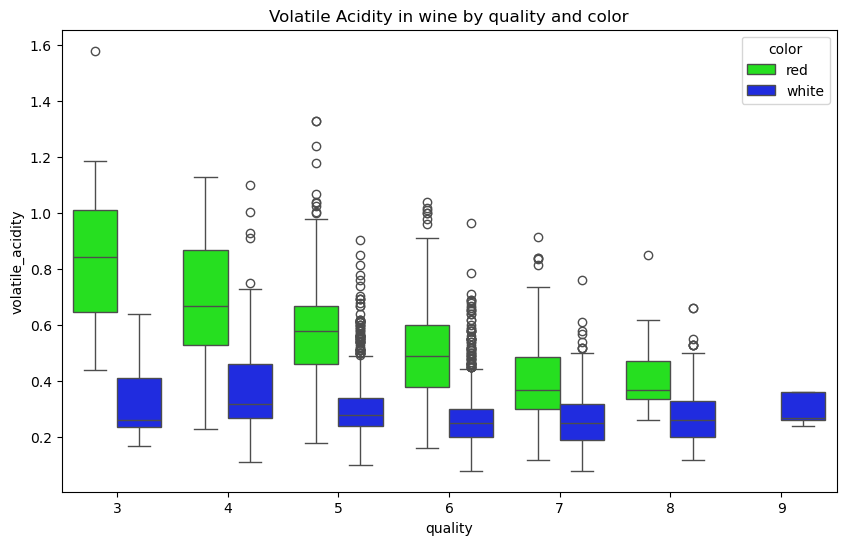 Volatile Acidity in wine by quality and color
1.6
1.4
1.2
1.0
0.8
0.6
0.4
0.2
volatile_acidity
color
red
white
3 4 5 6 7 8 9
quality